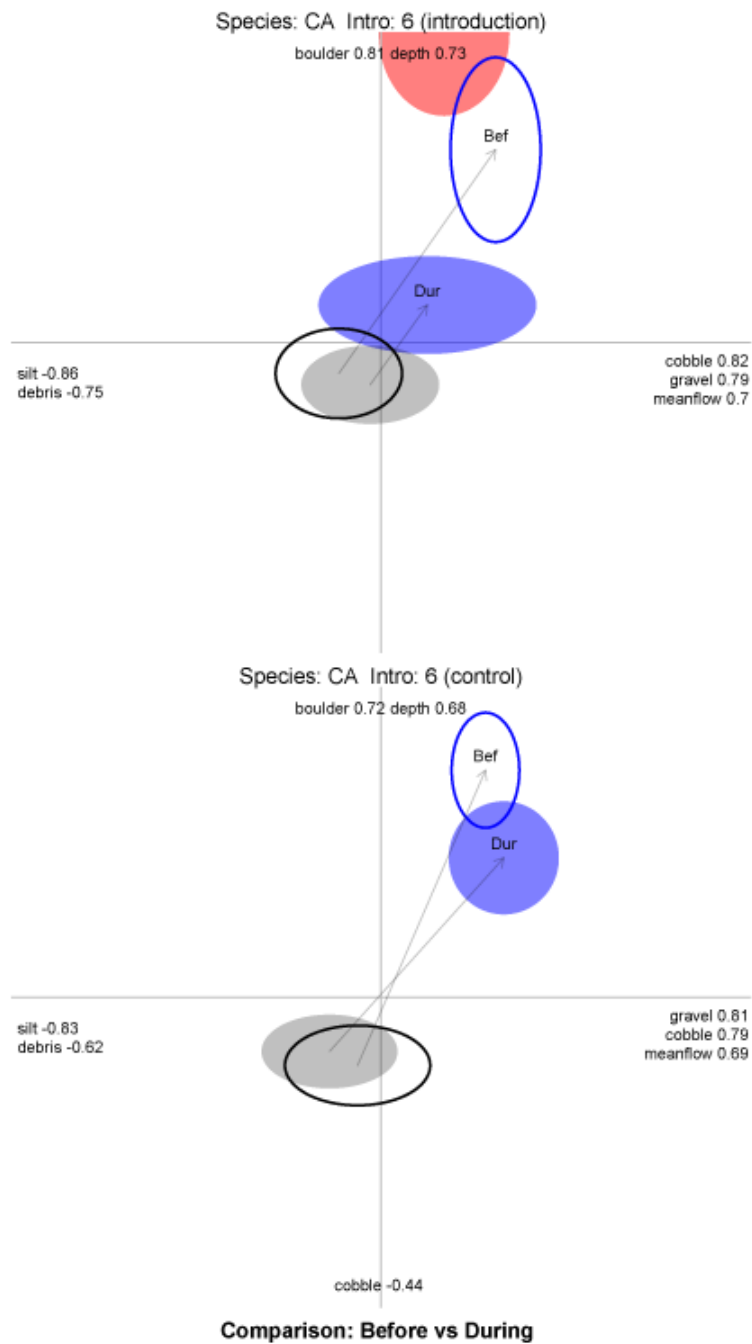 Species: CA  Intro: 6 (introduction)
boulder 0.81 depth 0.73
Bef
Dur
silt -0.86
debris -0.75
cobble 0.82
gravel 0.79
meanflow 0.7
Species: CA  Intro: 6 (control)
boulder 0.72 depth 0.68
Bef
Dur
silt -0.83
debris -0.62
gravel 0.81
cobble 0.79
meanflow 0.69
cobble -0.44
Comparison: Before vs During